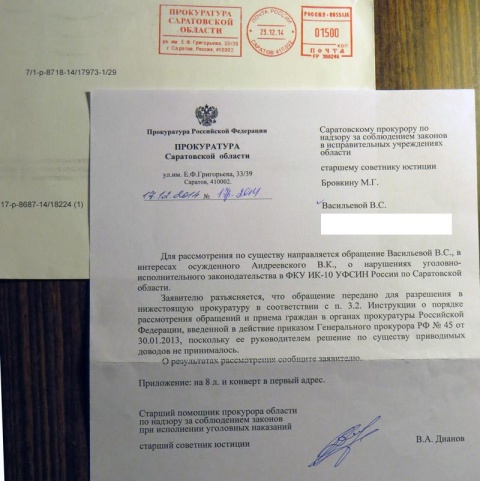 ПРОКУРАТУРА
САРАТОВСКОЙ
ОБЛАСТИ
ул. им. Е.Ф.Григорьева, 33/39
г. Саратов, Россия, 410002
ПОЧТА РОССИИ
23.12.14
САРАТОВ
РОССИЯ-RUSSIA
01500
КОП
ПОЧТА
7/1-р-8718-14/17973-1/29
17-р-8687-14/18224 (1)
Прокуратура Российской Федерации
ПРОКУРАТУРА
Саратовской области
ул.им. Е.Ф.Григорьева, 33/39
Саратов, 410002.
17.12.2014 №
Саратовскому прокурору по
надзору за соблюдением законов
в исправительных учреждениях
области
старшему советнику юстиции
Бровкину М.Г.
Васильевой В.С.
Для рассмотрения по существу направляется обращение Васильевой В.С., в
интересах осужденного Андреевского В.К., о нарушениях уголовно-
исполнительного законодательства в ФКУ ИК-10 УФСИН России по Саратовской
области.
Заявителю разъясняется, что обращение передано для разрешения в
нижестоящую прокуратуру в соответствии с п. 3.2. Инструкции о порядке
рассмотрения обращений и приема граждан в органах прокуратуры Российской
Федерации, введенной в действие приказом Генерального прокурора РФ № 45 от
30.01.2013, поскольку ее руководителем решение по существу приводимых
доводов не принималось.
О результатах рассмотрения сообщите заявителю.
Приложение: на 8 л. и конверт в первый адрес.
Старший помощник прокурора области
по надзору за соблюдением законов
при исполнении уголовных наказаний
старший советник юстиции
В.А. Дианов